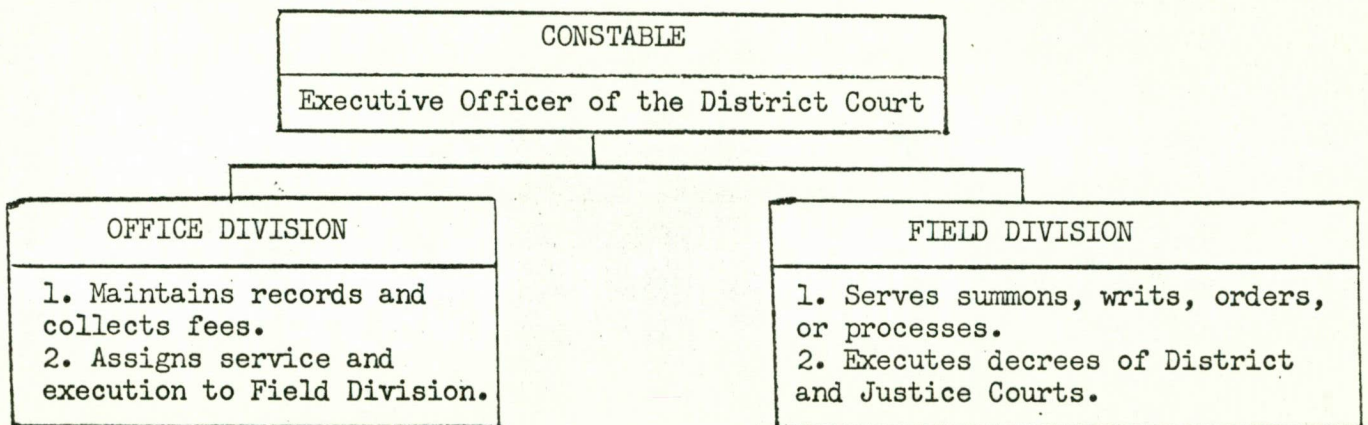 CONSTABLE
Executive Officer of the District Court
OFFICE DIVISION
1. Maintains records and
collects fees.
2. Assigns service and
execution to Field Division.
FIELD DIVISION
1. Serves summons, writs, orders,
or processes.
2. Executes decrees of District
and Justice Courts.